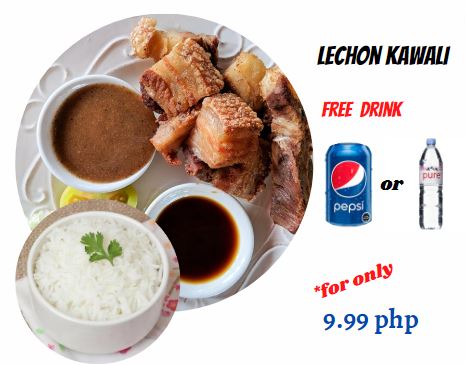 LECHON KAWALI
FREE DRINK
pepsi
or
pure
*for only
9.99 php